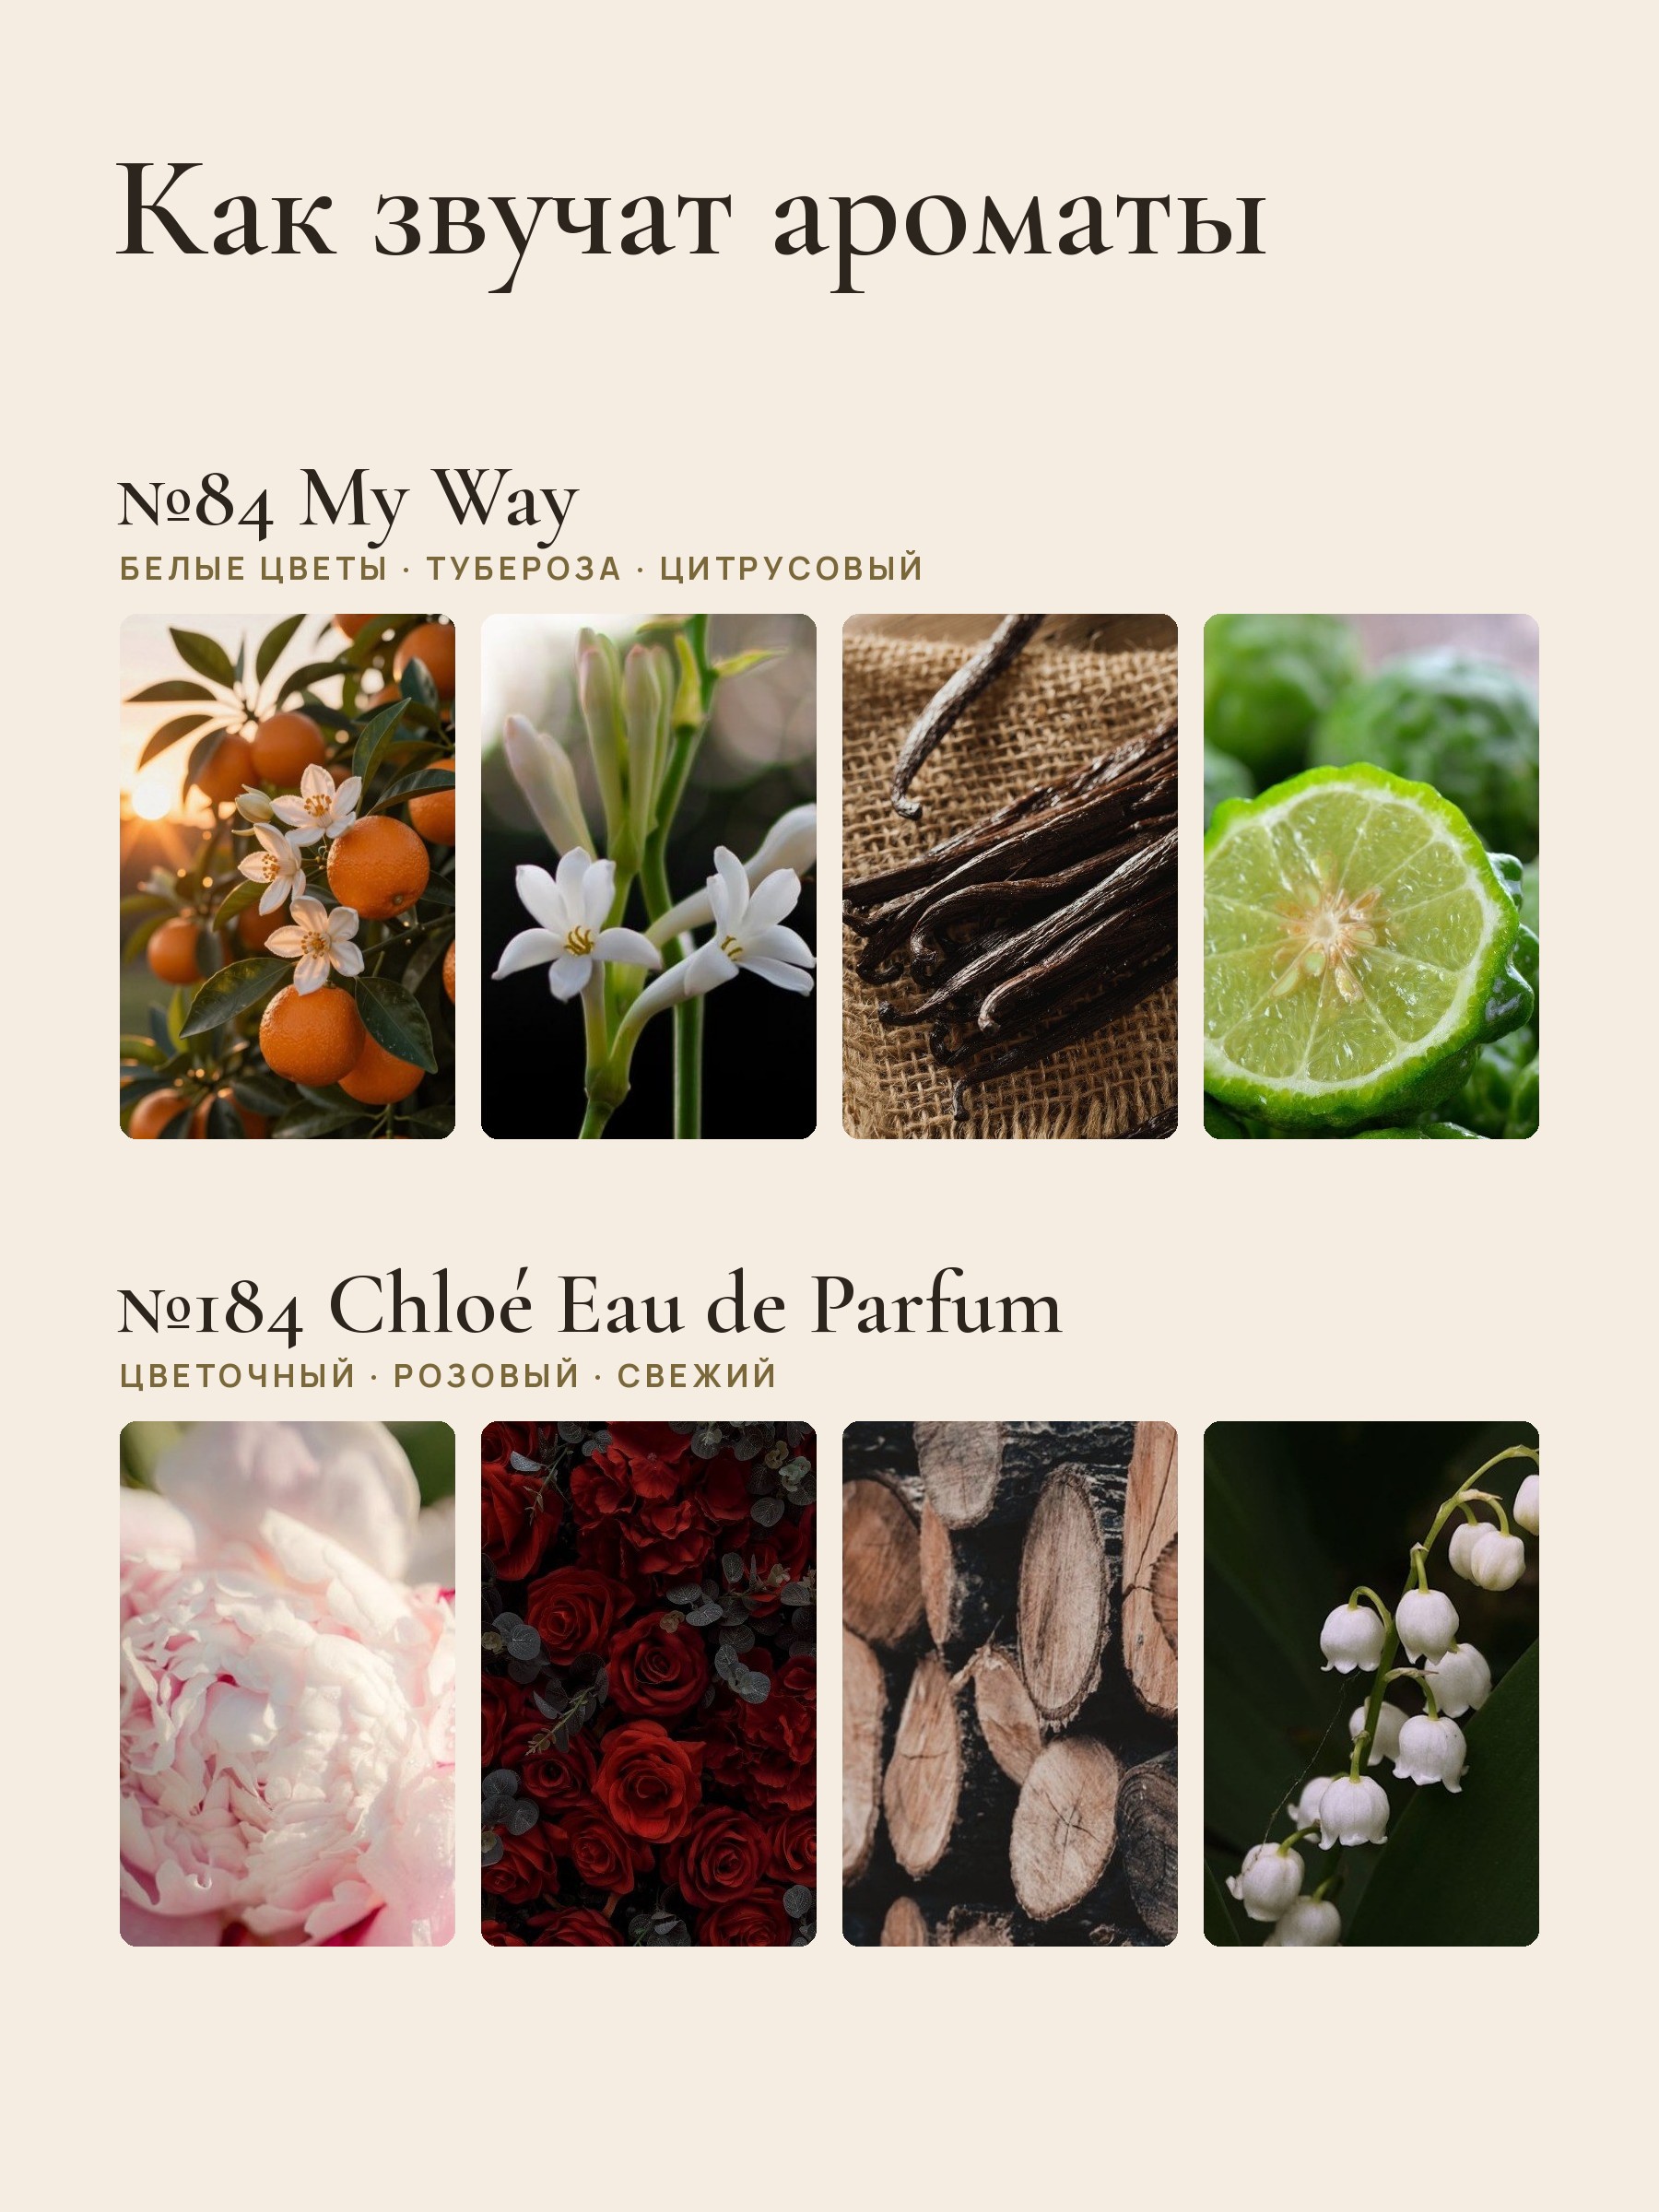 Как звучат ароматы
№84 My Way
БЕЛЫЕ ЦВЕТЫ · ТУБЕРОЗА · ЦИТРУСОВЫЙ
№184 Chloé Eau de Parfum
ЦВЕТОЧНЫЙ · РОЗОВЫЙ · СВЕЖИЙ